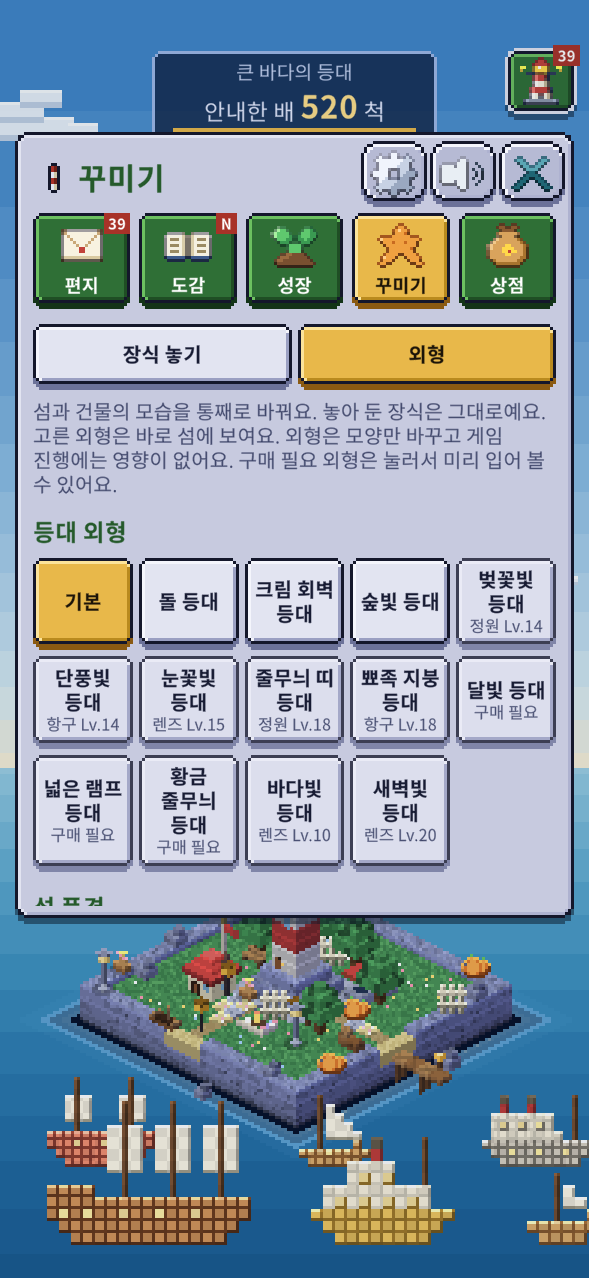 큰 바다의 등대
안내한 배 520 척
39
꾸미기
39
N
편지
도감
성장
꾸미기
상점
장식 놓기
외형
섬과 건물의 모습을 통째로 바꿔요. 놓아 둔 장식은 그대로예요.
고른 외형은 바로 섬에 보여요. 외형은 모양만 바꾸고 게임
진행에는 영향이 없어요. 구매 필요 외형은 눌러서 미리 입어 볼
수 있어요.
등대 외형
기본
돌 등대
크림 회벽
등대
숲빛 등대
벚꽃빛
등대
정원 Lv.14
단풍빛
등대
항구 Lv.14
눈꽃빛
등대
렌즈 Lv.15
줄무늬 띠
등대
정원 Lv.18
뾰족 지붕
등대
항구 Lv.18
달빛 등대
구매 필요
넓은 램프
등대
구매 필요
황금
줄무늬
등대
구매 필요
바다빛
등대
렌즈 Lv.10
새벽빛
등대
렌즈 Lv.20